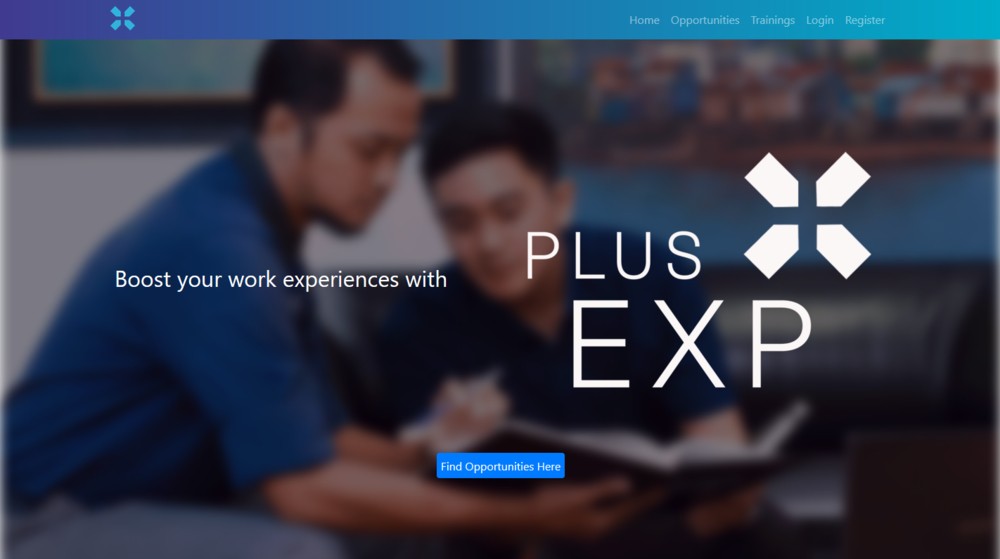 Home Opportunities Trainings Login Register
Boost your work experiences with
PLUS
EXP
Find Opportunities Here